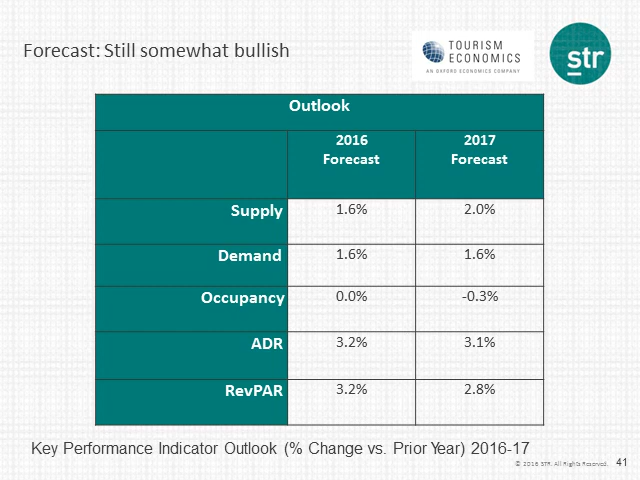 Forecast: Still somewhat bullish
TOURISM
ECONOMICS
AN OXFORD ECONOMICS COMPANY
str
Outlook
2016 Forecast 2017 Forecast
Supply 1.6% 2.0%
Demand 1.6% 1.6%
Occupancy 0.0% -0.3%
ADR 3.2% 3.1%
RevPAR 3.2% 2.8%
Key Performance Indicator Outlook (% Change vs. Prior Year) 2016-17
© 2016 STR. All Rights Reserved. 41